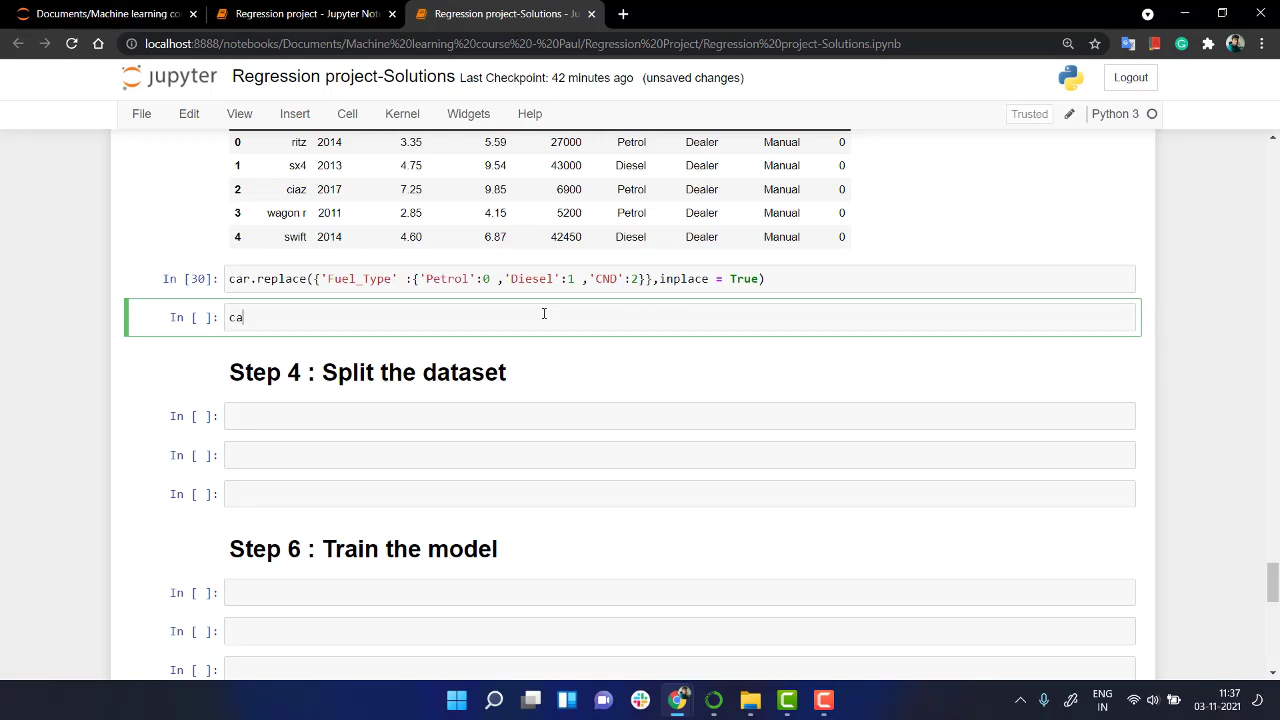 Documents/Machine learning co
Regression project - Jupyter Not
Regression project-Solutions - Ju
localhost:8888/notebooks/Documents/Machine%20learning%20course%20-%20Paul/Regression%20Project/Regression%20project-Solutions.ipynb
jupyter Regression project-Solutions Last Checkpoint: 42 minutes ago (unsaved changes) Logout
File Edit View Insert Cell Kernel Widgets Help Trusted Python 3
0 ritz 2014 3.35 5.59 27000 Petrol Dealer Manual 0
1 sx4 2013 4.75 9.54 43000 Diesel Dealer Manual 0
2 ciaz 2017 7.25 9.85 6900 Petrol Dealer Manual 0
3 wagon r 2011 2.85 4.15 5200 Petrol Dealer Manual 0
4 swift 2014 4.60 6.87 42450 Diesel Dealer Manual 0
In [30]: car.replace({'Fuel_Type' :{'Petrol':0 ,'Diesel':1 ,'CND':2}},inplace = True)
In [ ]: ca
Step 4 : Split the dataset
In [ ]:
In [ ]:
In [ ]:
Step 6 : Train the model
In [ ]:
In [ ]:
In [ ]:
ENG 11:37
IN 03-11-2021